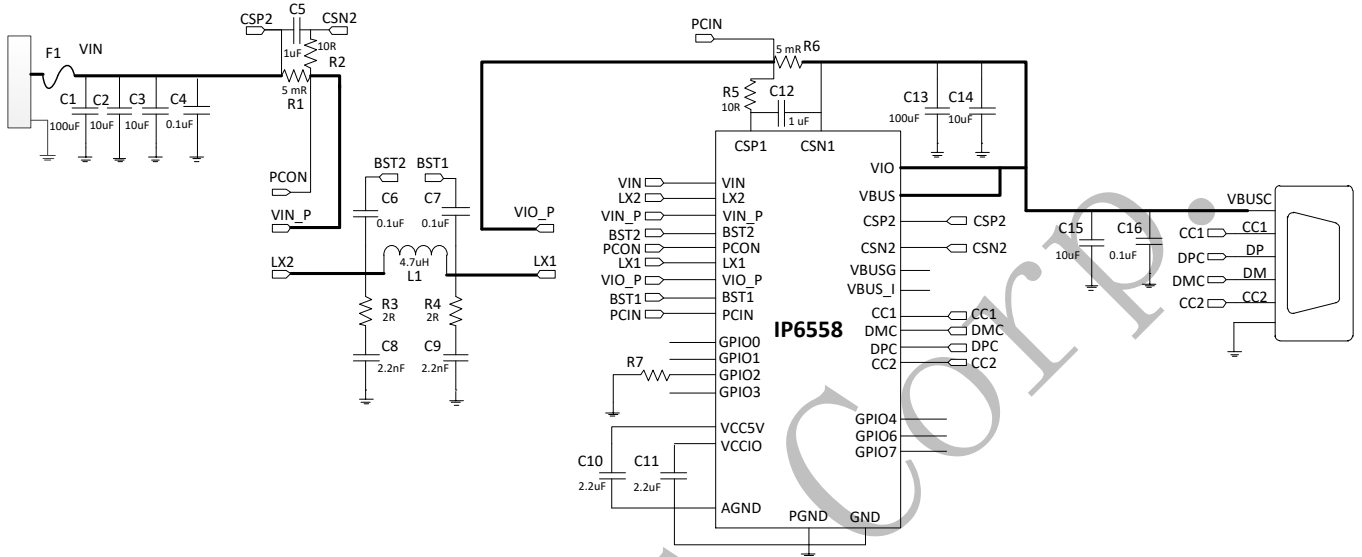 CSP2
C5
CSN2
1uF
10R
R2
F1
VIN
5 mR
R1
C1
100uF
C2
10uF
C3
10uF
C4
0.1uF
PCON
VIN_P
BST2
BST1
C6
0.1uF
C7
0.1uF
VIO_P
LX2
4.7uH
L1
LX1
R3
2R
R4
2R
C8
2.2nF
C9
2.2nF
PCIN
5 mR
R6
R5
10R
C12
1 uF
C13
100uF
C14
10uF
CSP1
CSN1
VIN
VIN
LX2
LX2
VIN_P
VIN_P
BST2
BST2
PCON
PCON
LX1
LX1
VIO_P
VIO_P
BST1
BST1
PCIN
PCIN
GPIO0
GPIO1
R7
GPIO2
GPIO3
VCC5V
VCCIO
C10
2.2uF
C11
2.2uF
AGND
PGND
GND
IP6558
VIO
VBUS
CSP2
CSP2
CSN2
CSN2
VBUSG
VBUS_I
CC1
CC1
DMC
DMC
DPC
DPC
CC2
CC2
GPIO4
GPIO6
GPIO7
C15
10uF
C16
0.1uF
VBUSC
CC1
CC1
DPC
DP
DMC
DM
CC2
CC2
Corp.